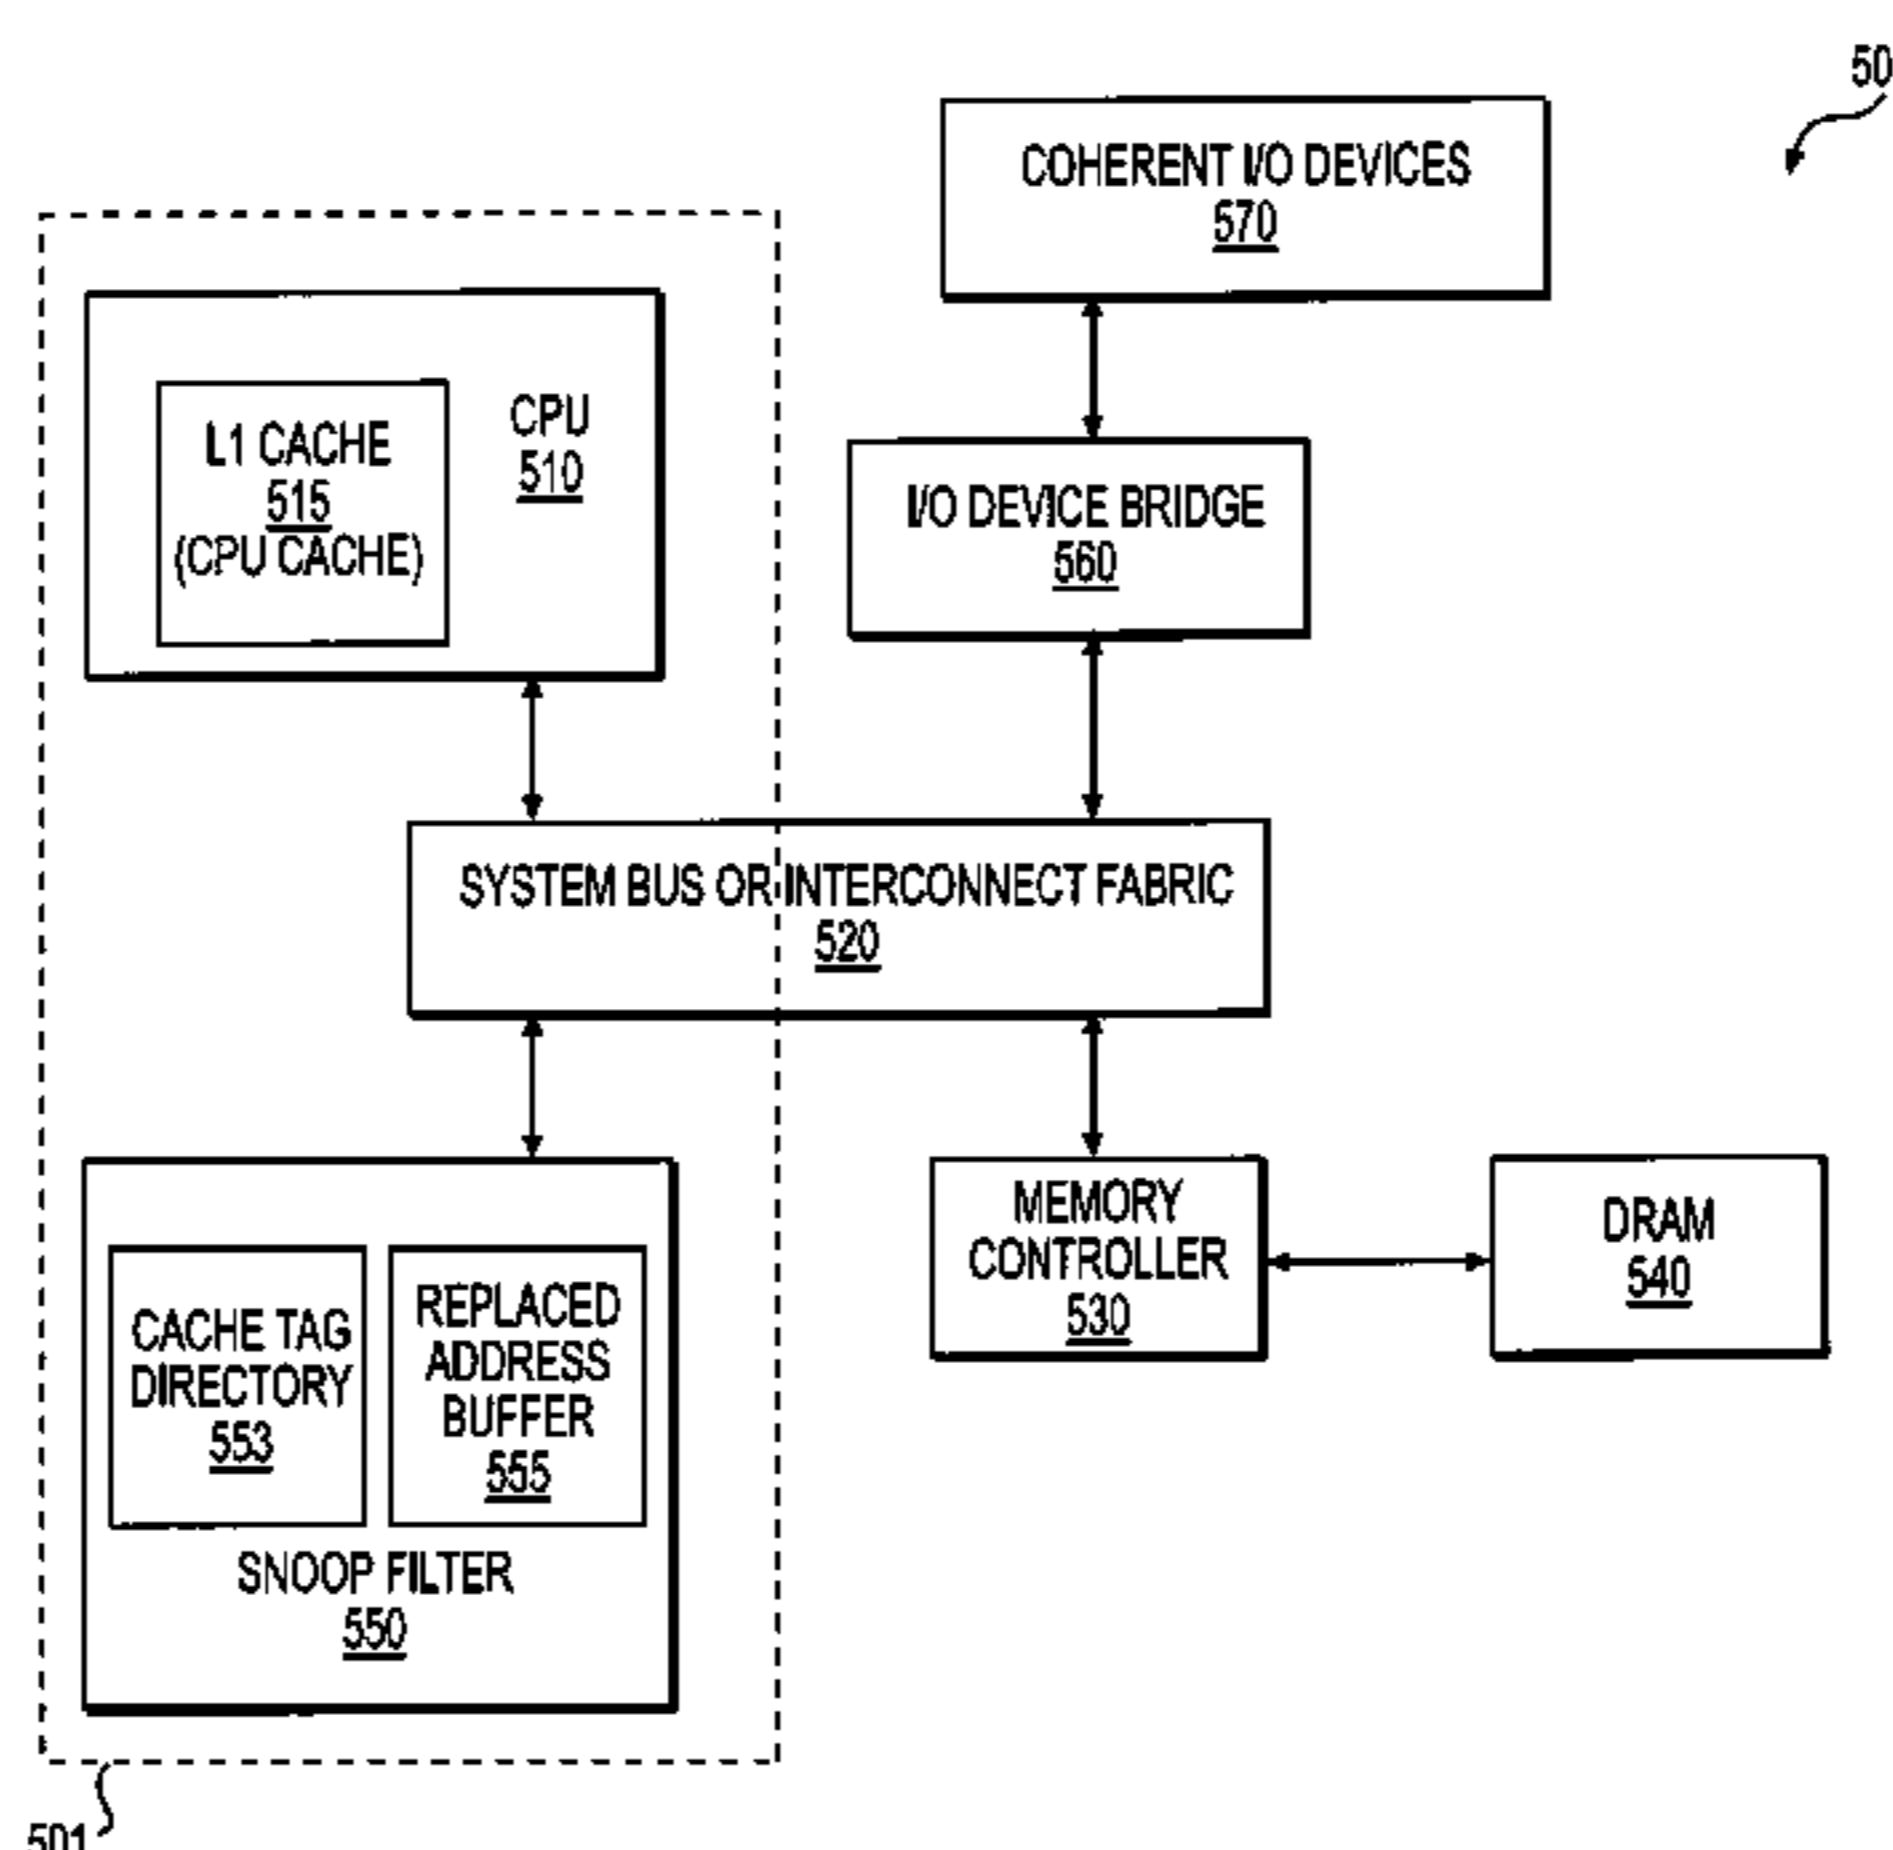 50
COHERENT I/O DEVICES
570
CPU
510
L1 CACHE
515
(CPU CACHE)
I/O DEVICE BRIDGE
560
SYSTEM BUS OR INTERCONNECT FABRIC
520
MEMORY
CONTROLLER
530
DRAM
540
CACHE TAG
DIRECTORY
553
REPLACED
ADDRESS
BUFFER
555
SNOOP FILTER
550
501